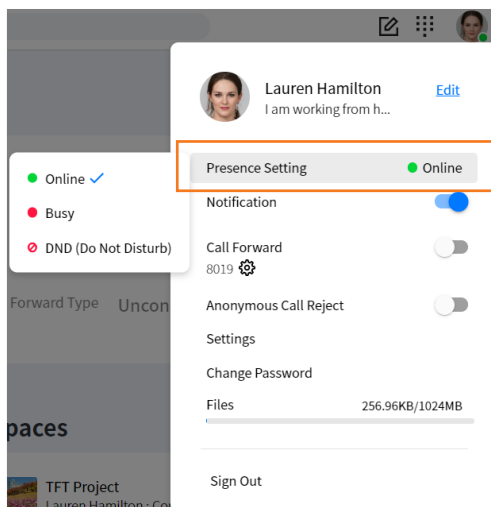 Lauren Hamilton
Edit
I am working from h...
Presence Setting
Online
Online
Busy
DND (Do Not Disturb)
Notification
Call Forward
8019
Forward Type Uncon
Anonymous Call Reject
Settings
Change Password
Files
256.96KB/1024MB
paces
Sign Out
TFT Project
Lauren Hamilton : Co